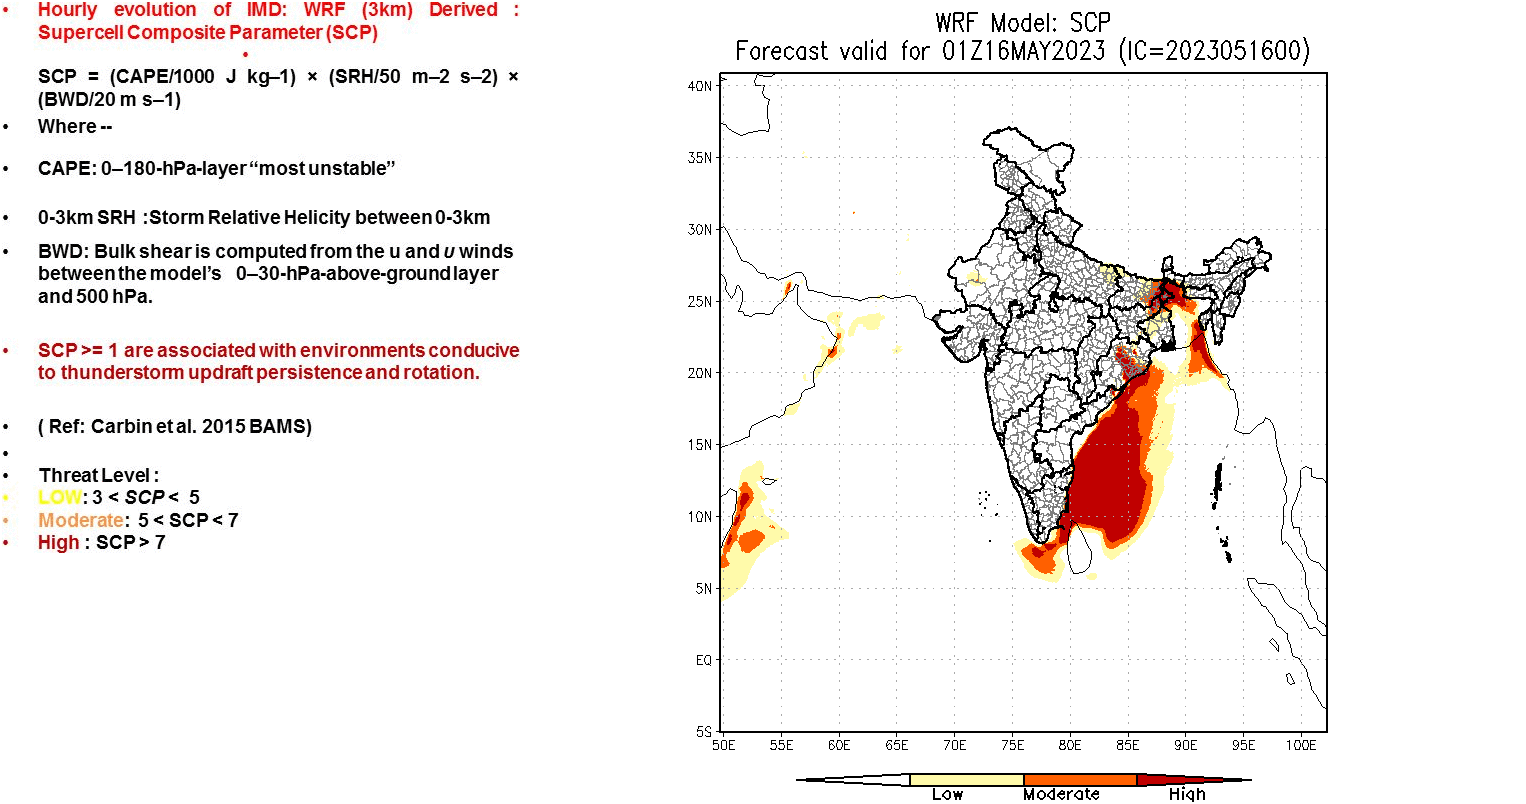 Hourly evolution of IMD: WRF (3km) Derived :
Supercell Composite Parameter (SCP)
SCP = (CAPE/1000 J kg–1) × (SRH/50 m–2 s–2) ×
(BWD/20 m s–1)
Where --
CAPE: 0–180-hPa-layer “most unstable”
0-3km SRH :Storm Relative Helicity between 0-3km
BWD: Bulk shear is computed from the u and υ winds
between the model’s 0–30-hPa-above-ground layer
and 500 hPa.
SCP >= 1 are associated with environments conducive
to thunderstorm updraft persistence and rotation.
( Ref: Carbin et al. 2015 BAMS)
Threat Level :
LOW: 3 < SCP < 5
Moderate: 5 < SCP < 7
High : SCP > 7
WRF Model: SCP
Forecast valid for 01Z16MAY2023 (IC=2023051600)
40N
35N
30N
25N
20N
15N
10N
5N
EQ
5S
50E 55E 60E 65E 70E 75E 80E 85E 90E 95E 100E
Low Moderate High